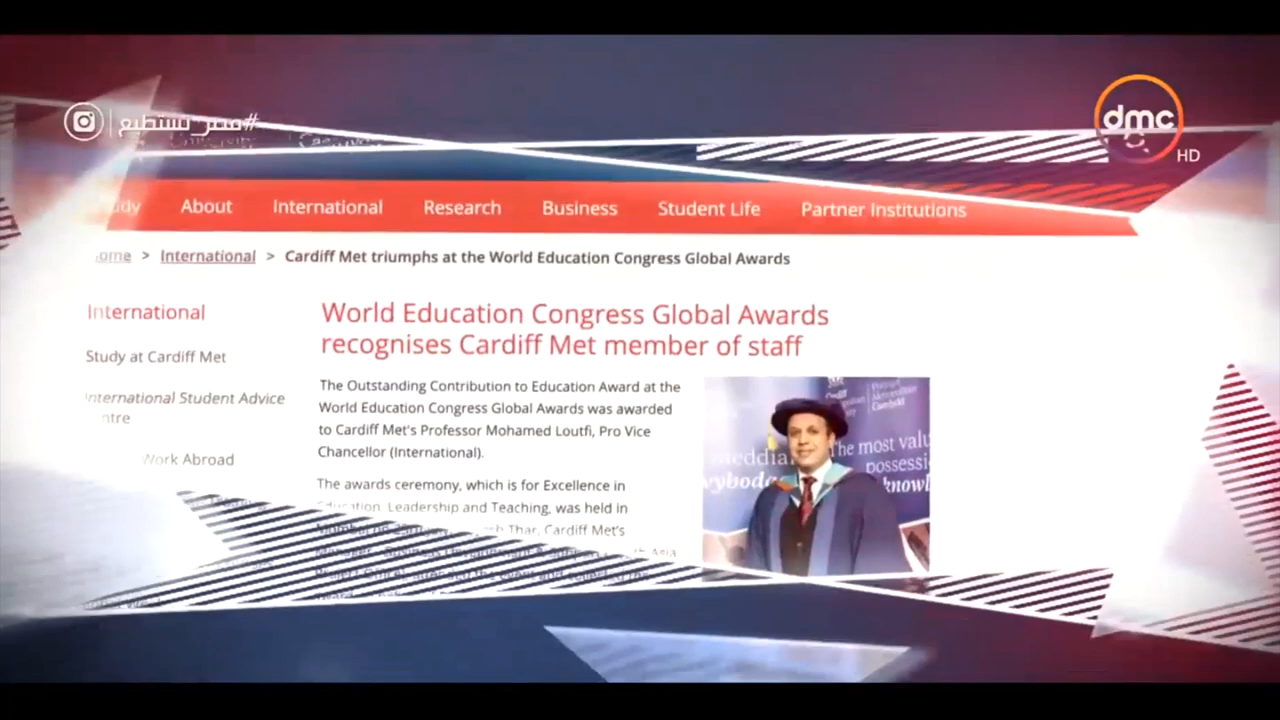 #مصر_تستطيع
dmc
HD
About International Research Business Student Life Partner Institutions
> International > Cardiff Met triumphs at the World Education Congress Global Awards
International
Study at Cardiff Met
International Student Advice
Work Abroad
World Education Congress Global Awards
recognises Cardiff Met member of staff
The Outstanding Contribution to Education Award at the
World Education Congress Global Awards was awarded
to Cardiff Met's Professor Mohamed Loutfi, Pro Vice
Chancellor (International).
The awards ceremony, which is for Excellence in
Education, Leadership and Teaching, was held in
Thar, Cardiff Met's
The most